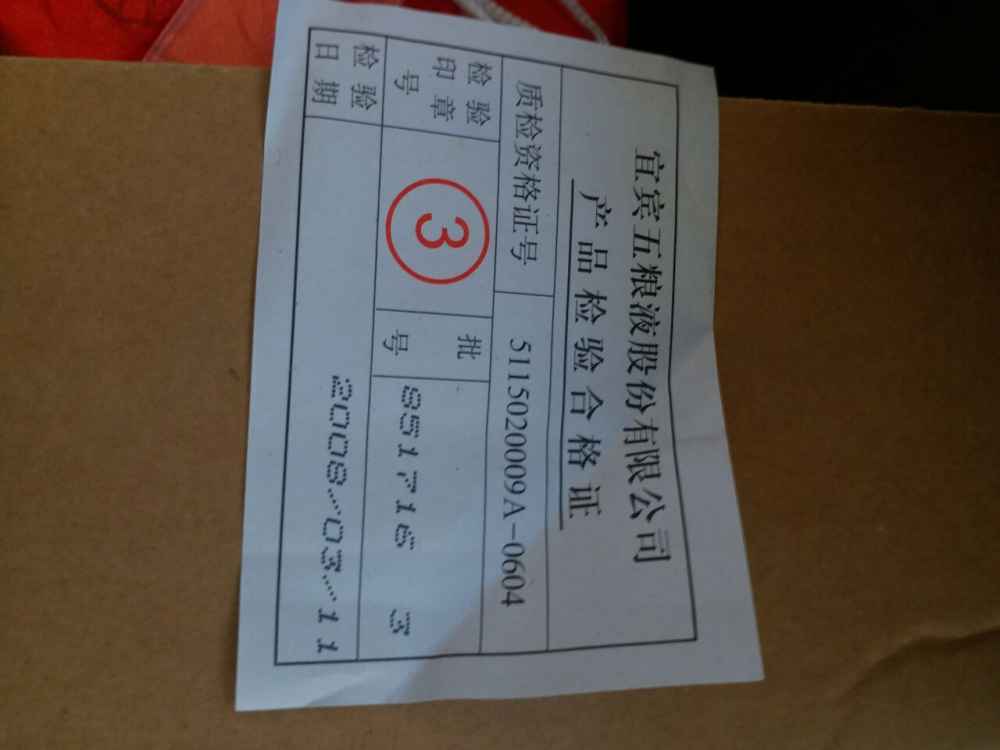 宜宾五粮液股份有限公司
产品检验合格证
质检资格证号 5115020009A-0604
检验印章号 3 批号 851716 3
检验日期 2008/03/11